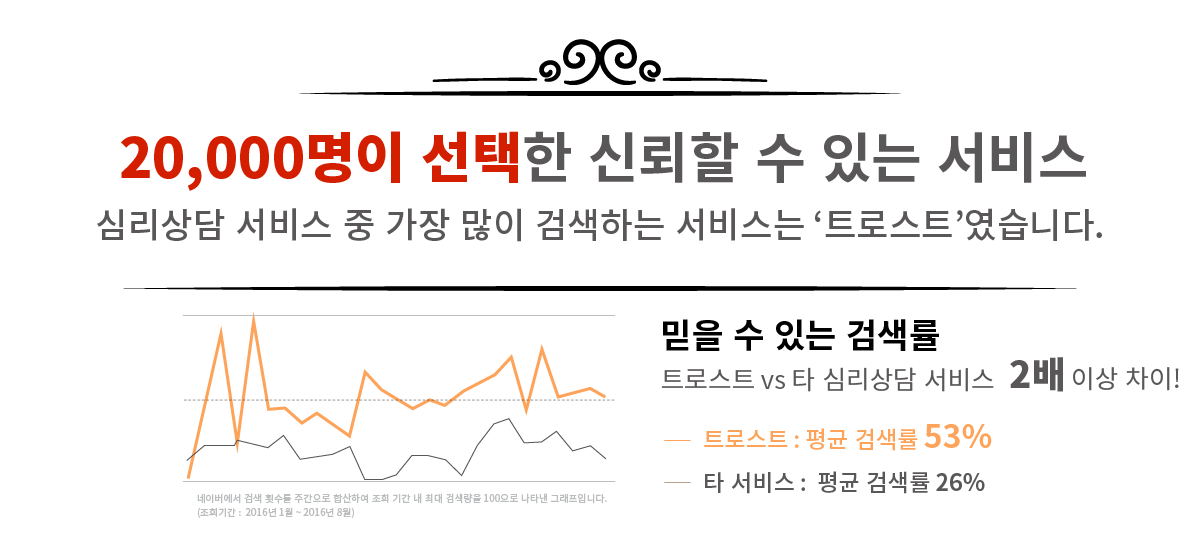 20,000명이 선택한 신뢰할 수 있는 서비스
심리상담 서비스 중 가장 많이 검색하는 서비스는 ‘트로스트’였습니다.
믿을 수 있는 검색률
트로스트 vs 타 심리상담 서비스 2배 이상 차이!
트로스트 : 평균 검색률 53%
타 서비스 : 평균 검색률 26%
네이버에서 검색 횟수를 주간으로 합산하여 조회 기간 내 최대 검색량을 100으로 나타낸 그래프입니다.
(조회기간 : 2016년 1월 ~ 2016년 8월)